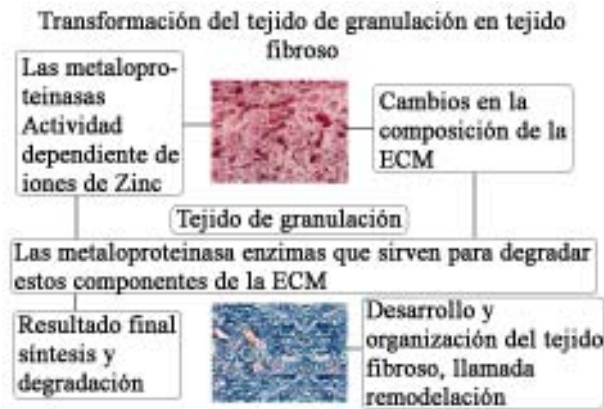 Transformación del tejido de granulación en tejido
fibroso
Las metalopro-
teinasas
Actividad
dependiente de
iones de Zinc
Cambios en la
composición de la
ECM
Tejido de granulación
Las metaloproteinasa enzimas que sirven para degradar
estos componentes de la ECM
Resultado final
síntesis y
degradación
Desarrollo y
organización del tejido
fibroso, llamada
remodelación